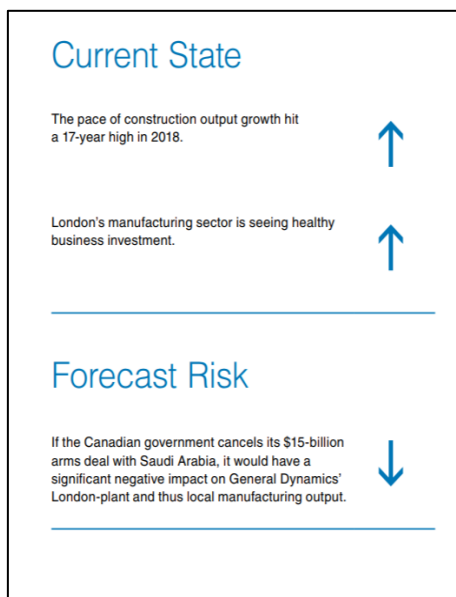 Current State
The pace of construction output growth hit
a 17-year high in 2018.
London's manufacturing sector is seeing healthy
business investment.
Forecast Risk
If the Canadian government cancels its $15-billion
arms deal with Saudi Arabia, it would have a
significant negative impact on General Dynamics'
London-plant and thus local manufacturing output.